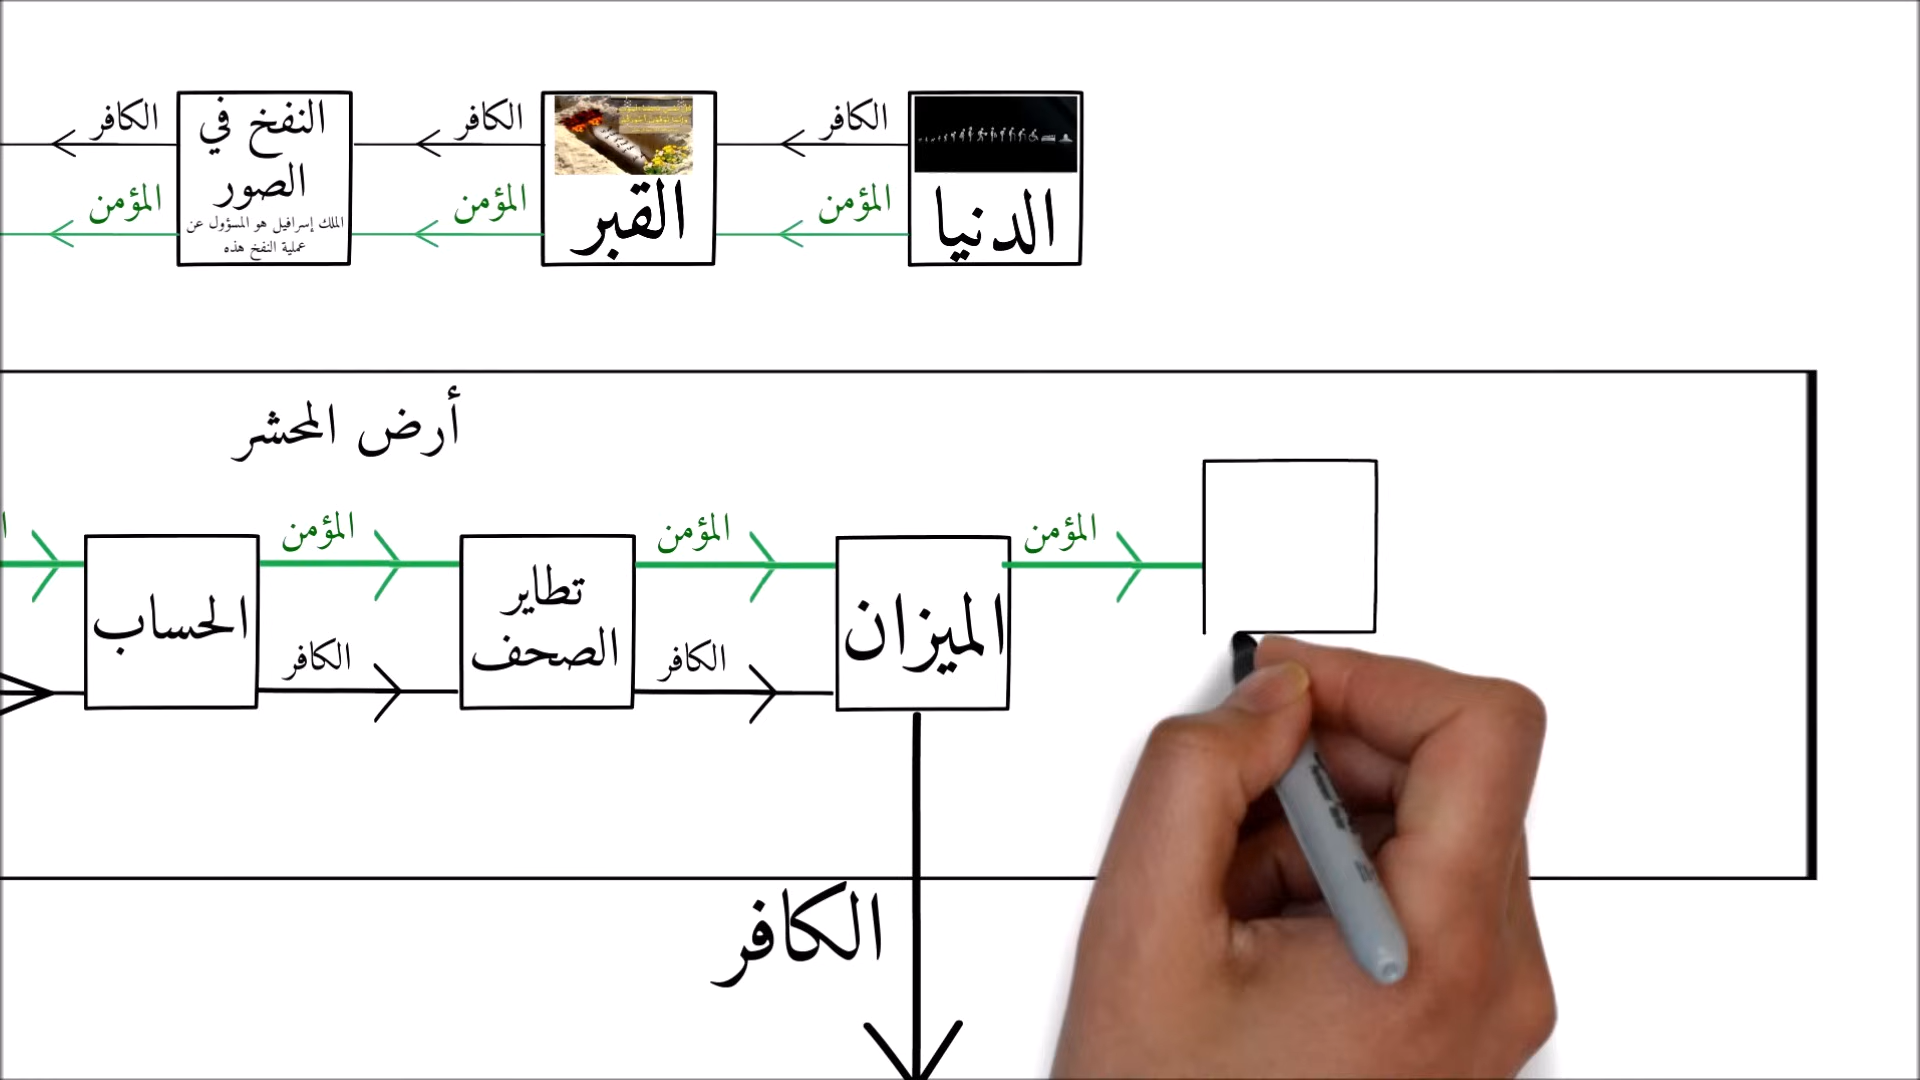 الدنيا
الكافر
المؤمن
القبر
الكافر
المؤمن
النفخ في
الصور
الملك إسرافيل هو المسؤول عن
عملية النفخ هذه
الكافر
المؤمن
أرض المحشر
الحساب
المؤمن
الكافر
تطاير
الصحف
المؤمن
الكافر
الميزان
المؤمن
الكافر